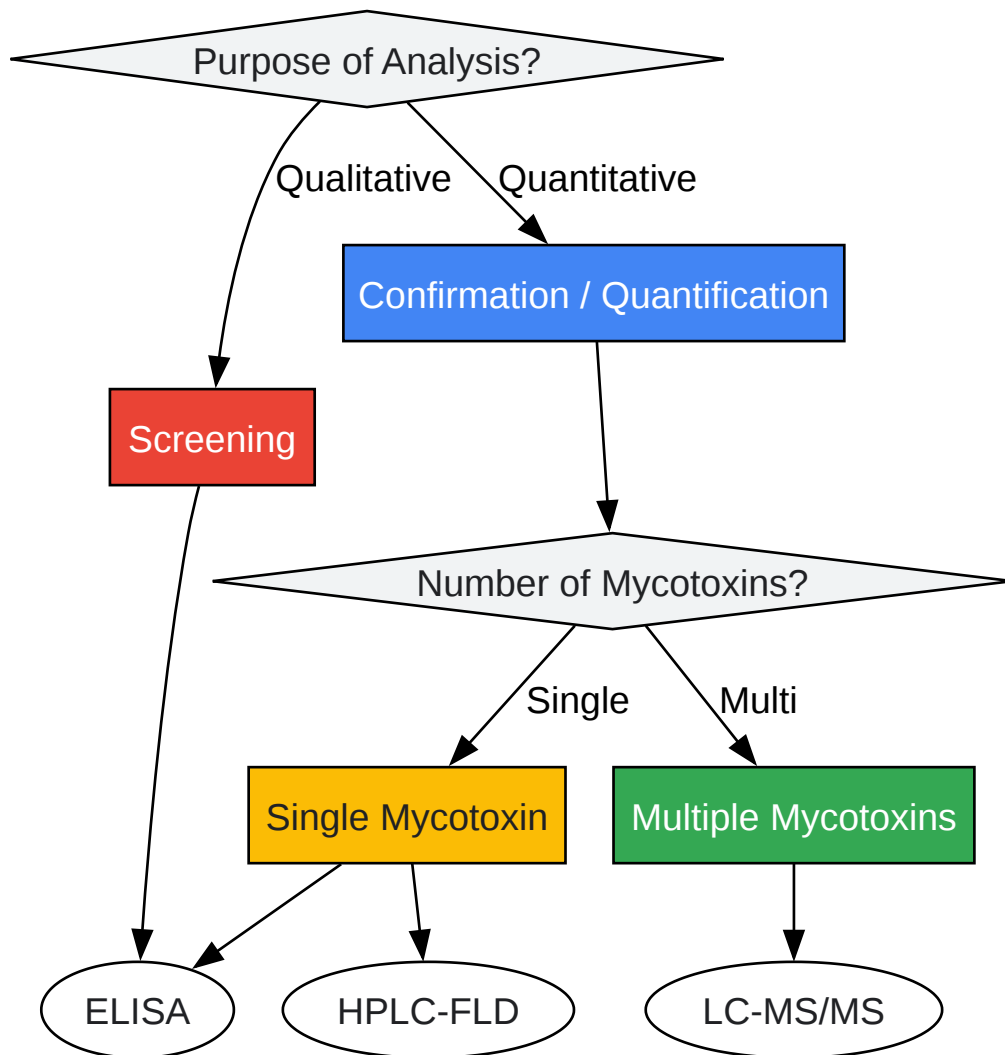 Purpose of Analysis?
Qualitative
Quantitative
Confirmation / Quantification
Screening
Number of Mycotoxins?
Single
Multi
Single Mycotoxin
Multiple Mycotoxins
ELISA
HPLC-FLD
LC-MS/MS